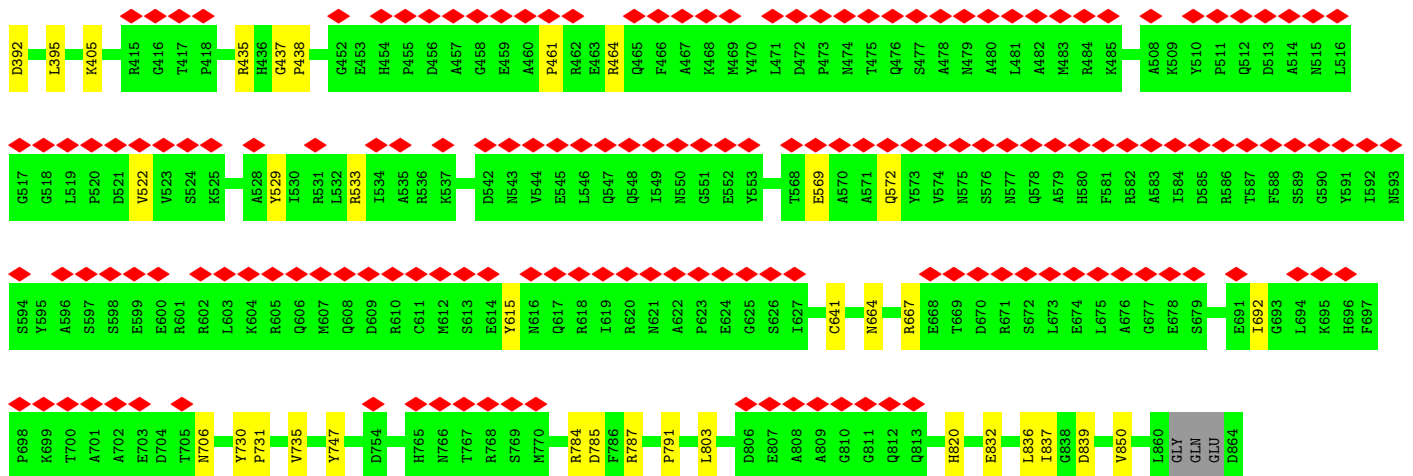 D392 L395 K405 R415 G416 T417 P418 R435 H436 G437 P438 G452 E453 H454 P455 D456 A457 G458 E459 A460 P461 R462 E463 R464 Q465 F466 A467 K468 M469 Y470 L471 D472 P473 N474 T475 Q476 S477 A478 N479 A480 L481 A482 M483 R484 K485 A508 K509 Y510 P511 Q512 D513 A514 N515 L516
G517 G518 L519 P520 D521 V522 V523 S524 K525 A528 Y529 I530 R531 L532 R533 I534 A535 R536 K537 D542 N543 V544 E545 L546 Q547 Q548 I549 N550 G551 E552 Y553 T568 E569 A570 A571 Q572 Y573 V574 N575 S576 N577 Q578 A579 H580 F581 R582 A583 I584 D585 R586 T587 F588 S589 G590 Y591 I592 N593
S594 Y595 A596 S597 S598 E599 E600 R601 R602 L603 K604 R605 Q606 M607 Q608 D609 R610 C611 M612 S613 E614 Y615 N616 Q617 R618 I619 R620 N621 A622 P623 E624 G625 S626 I627 C641 N664 R667 E668 T669 D670 R671 S672 L673 E674 L675 A676 G677 E678 S679 E691 I692 G693 L694 K695 H696 F697
P698 K699 T700 A701 A702 E703 D704 T705 N706 Y730 P731 V735 Y747 D754 H765 N766 T767 R768 S769 M770 R784 D785 F786 R787 P791 L803 D806 E807 A808 A809 G810 G811 Q812 Q813 H820 E832 L836 I837 G838 D839 V850 L860 GLY GLN GLU D864